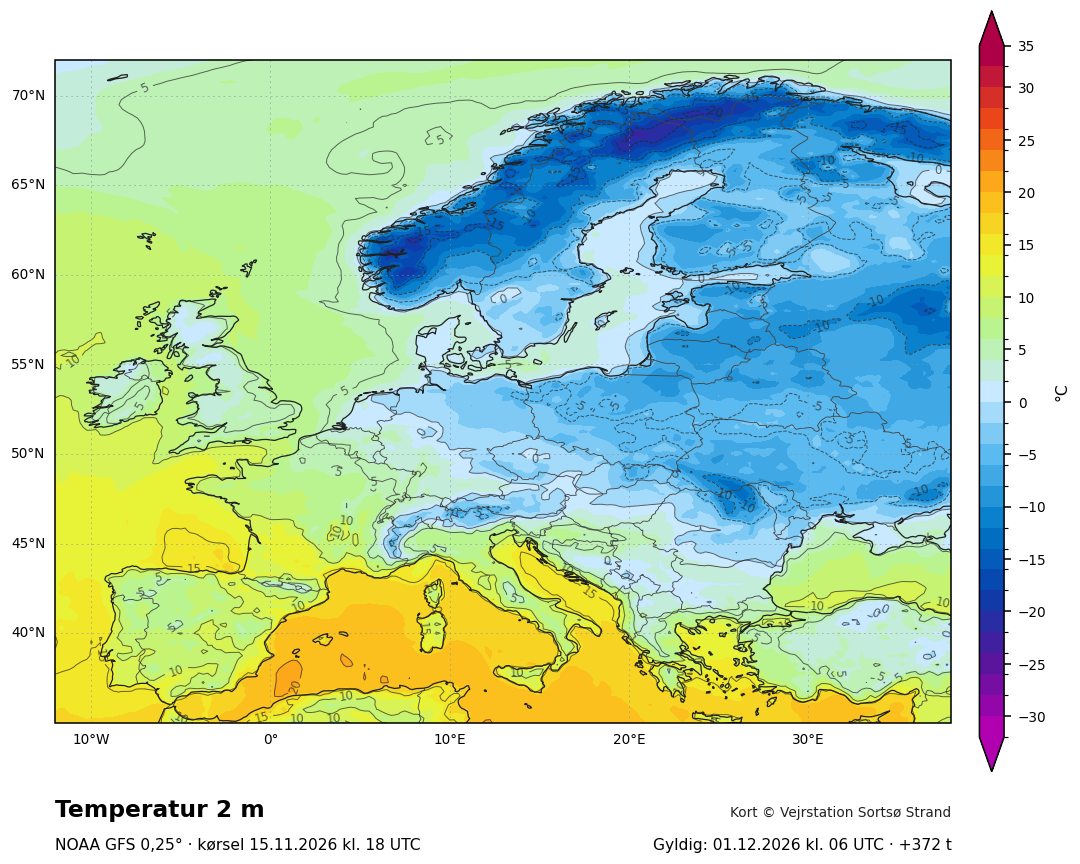 70°N
65°N
60°N
55°N
50°N
45°N
40°N
10°W
0°
10°E
20°E
30°E
35
30
25
20
15
10
5
0
−5
−10
−15
−20
−25
−30
°C
Temperatur 2 m
Kort © Vejrstation Sortsø Strand
NOAA GFS 0,25° · kørsel 15.11.2026 kl. 18 UTC
Gyldig: 01.12.2026 kl. 06 UTC · +372 t